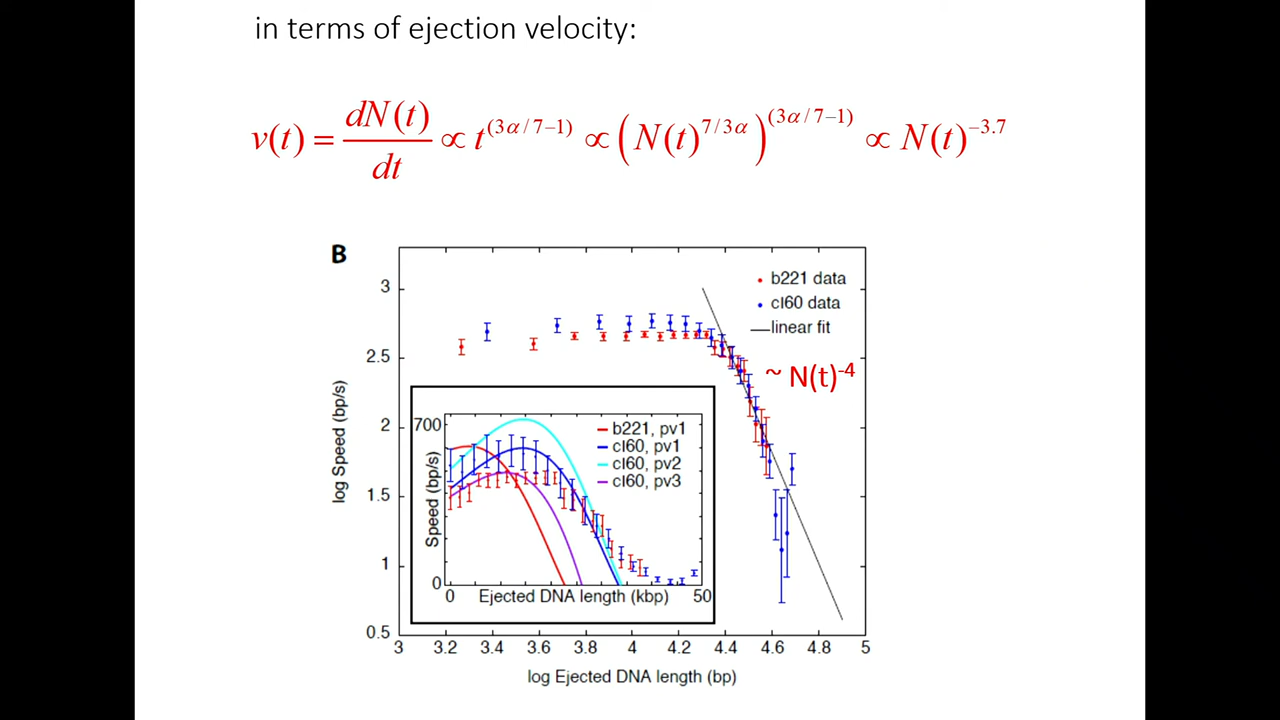 in terms of ejection velocity:
v(t) = dN(t)/dt ∝ t^(3α/7−1) ∝ (N(t)^7/3α)^(3α/7−1) ∝ N(t)^−3.7
B
b221 data
cI60 data
linear fit
~ N(t)^-4
log Speed (bp/s)
3
2.5
2
1.5
1
0.5
700
Speed (bp/s)
0
b221, pv1
cI60, pv1
cI60, pv2
cI60, pv3
0 Ejected DNA length (kbp) 50
3 3.2 3.4 3.6 3.8 4 4.2 4.4 4.6 4.8 5
log Ejected DNA length (bp)